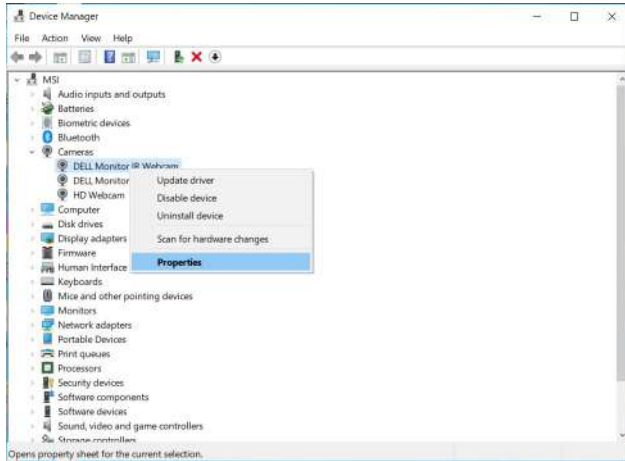 Device Manager
File Action View Help
MSI
Audio inputs and outputs
Batteries
Biometric devices
Bluetooth
Cameras
DELL Monitor IR Webcam
DELL Monitor
HD Webcam
Computer
Disk drives
Display adapters
Firmware
Human Interface
Keyboards
Mice and other pointing devices
Monitors
Network adapters
Portable Devices
Print queues
Processors
Security devices
Software components
Software devices
Sound, video and game controllers
Storage controllers
Update driver
Disable device
Uninstall device
Scan for hardware changes
Properties
Opens property sheet for the current selection.